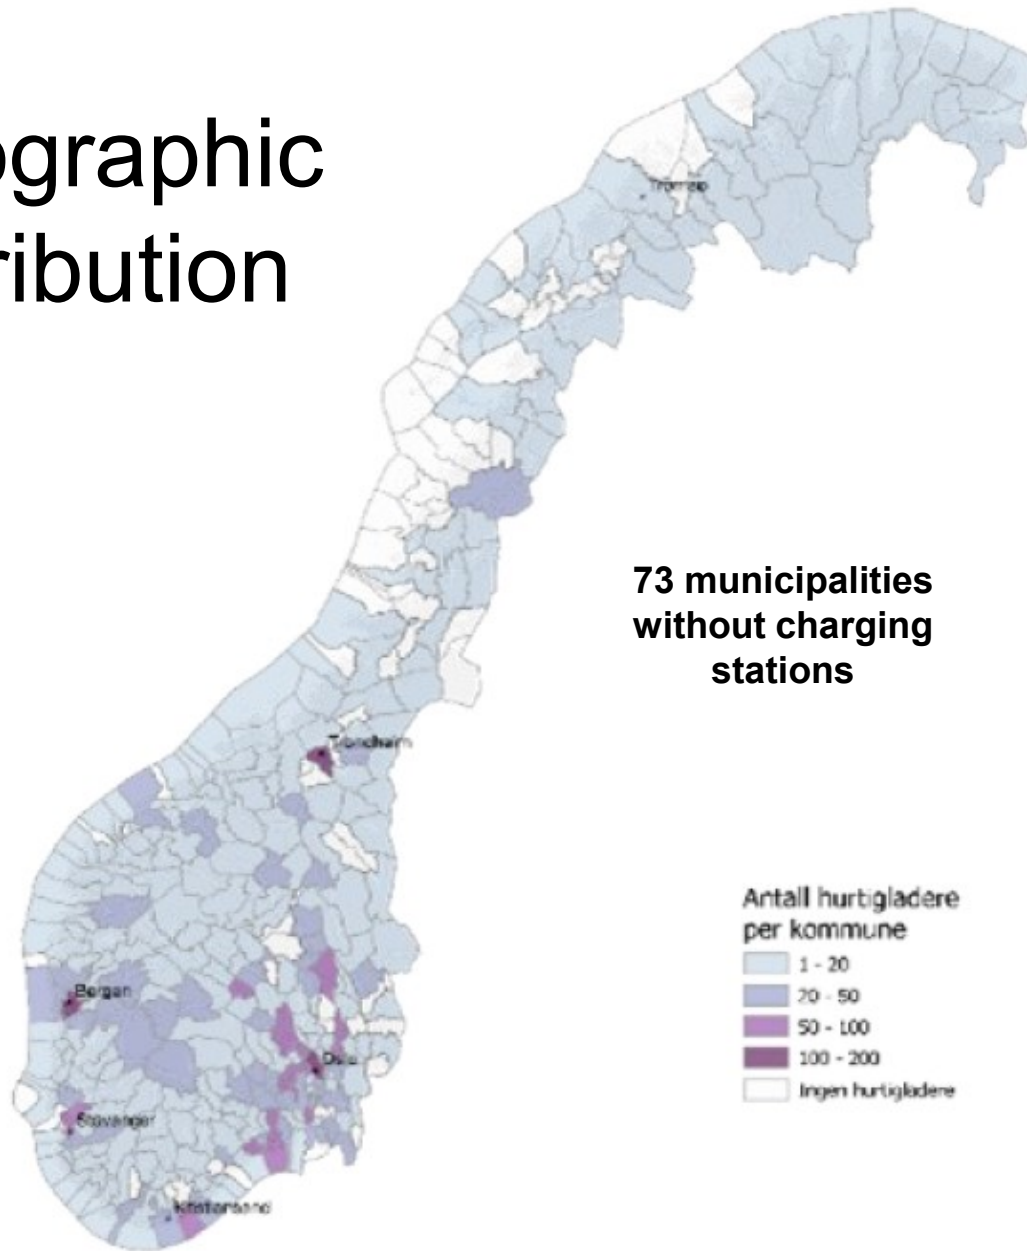 ographic
ribution
Tromsø
73 municipalities
without charging
stations
Trondheim
Antall hurtigladere
per kommune
1 - 20
20 - 50
50 - 100
100 - 200
Ingen hurtigladere
Bergen
Oslo
Stavanger
Kristiansand